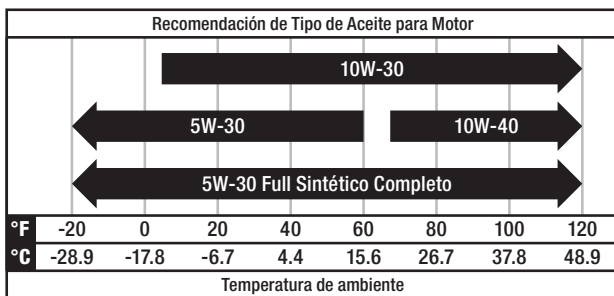 Recomendación de Tipo de Aceite para Motor
10W-30
5W-30 10W-40
5W-30 Full Sintético Completo
°F -20 0 20 40 60 80 100 120
°C -28.9 -17.8 -6.7 4.4 15.6 26.7 37.8 48.9
Temperatura de ambiente